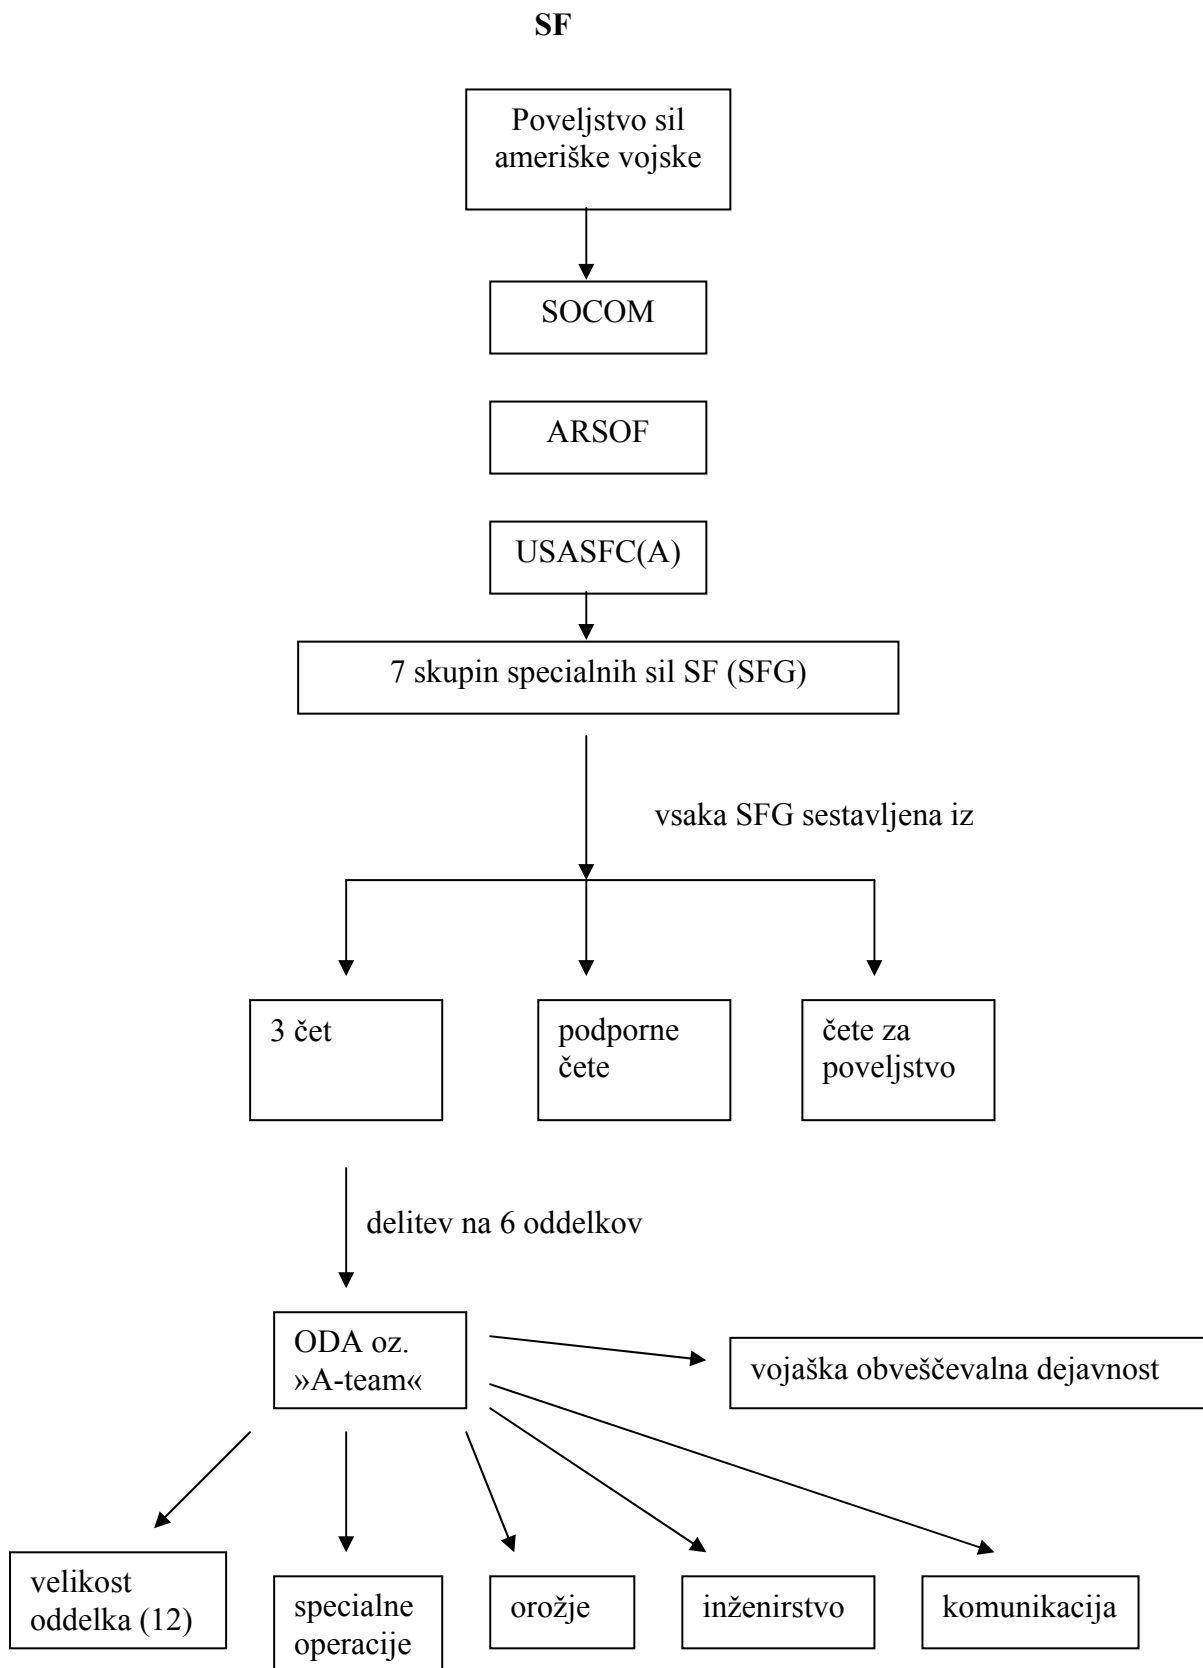 SF
Poveljstvo sil
ameriške vojske
SOCOM
ARSOF
USASFC(A)
7 skupin specialnih sil SF (SFG)
vsaka SFG sestavljena iz
3 čet
podporne
čete
čete za
poveljstvo
delitev na 6 oddelkov
ODA oz.
»A-team«
vojaška obveščevalna dejavnost
velikost
oddelka (12)
specialne
operacije
orožje
inženirstvo
komunikacija